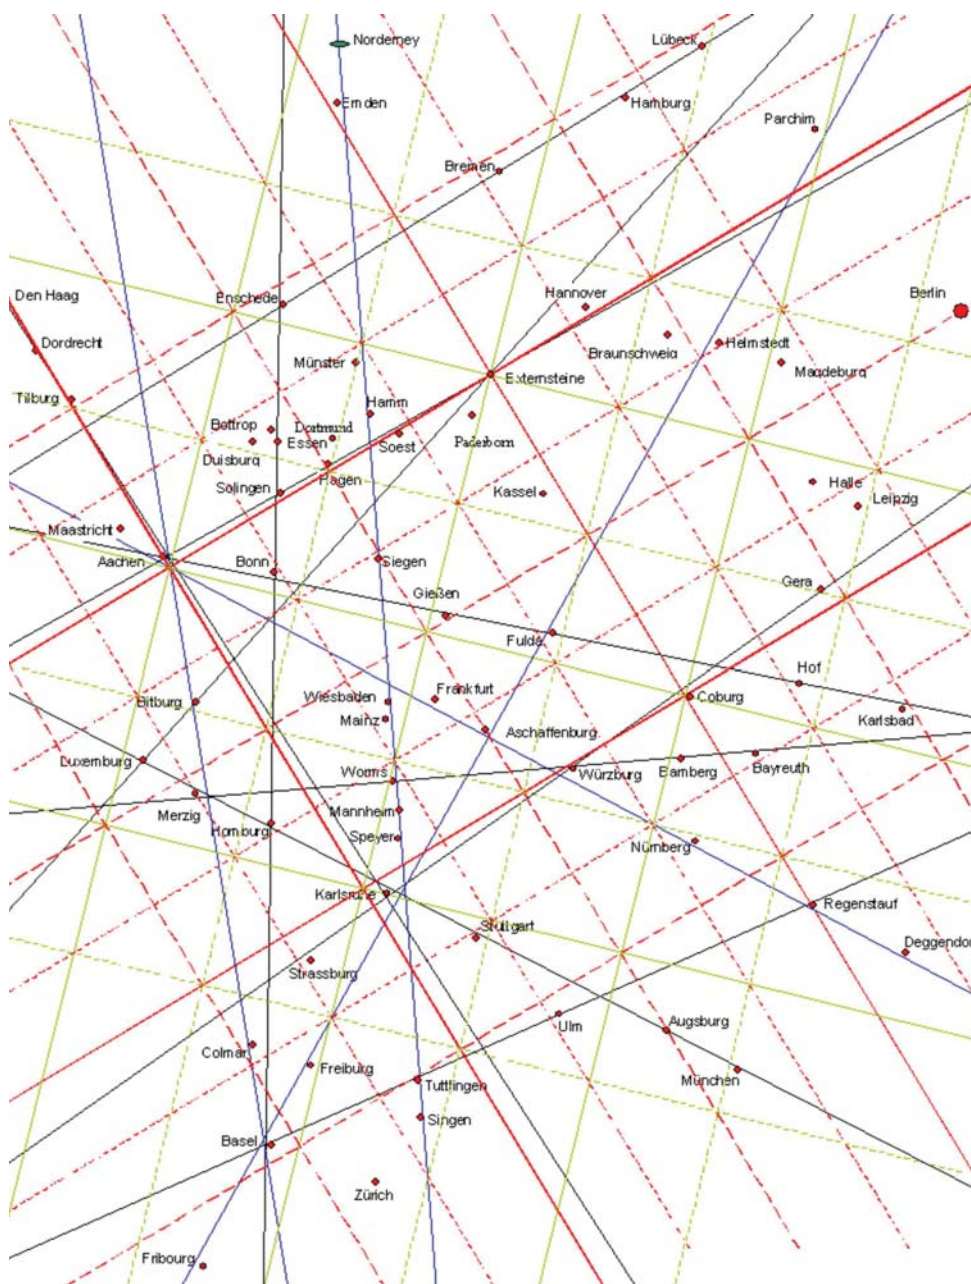 Norderney
Lübeck
Emden
Hamburg
Parchim
Bremen
Den Haag
Enschede
Hannover
Berlin
Dordrecht
Münster
Braunschweig
Helmstedt
Externsteine
Magdeburg
Tilburg
Hamm
Bottrop
Dortmund
Essen
Soest
Paderborn
Duisburg
Hagen
Solingen
Kassel
Halle
Leipzig
Maastricht
Aachen
Bonn
Siegen
Gera
Gießen
Fulda
Hof
Bitburg
Wiesbaden
Frankfurt
Coburg
Karlsbad
Mainz
Aschaffenburg
Luxemburg
Worms
Würzburg
Bamberg
Bayreuth
Merzig
Mannheim
Homburg
Speyer
Nürnberg
Karlsruhe
Regenstauf
Stuttgart
Deggendor
Strassburg
Ulm
Augsburg
Colmar
Freiburg
Tuttlingen
München
Singen
Basel
Zürich
Fribourg